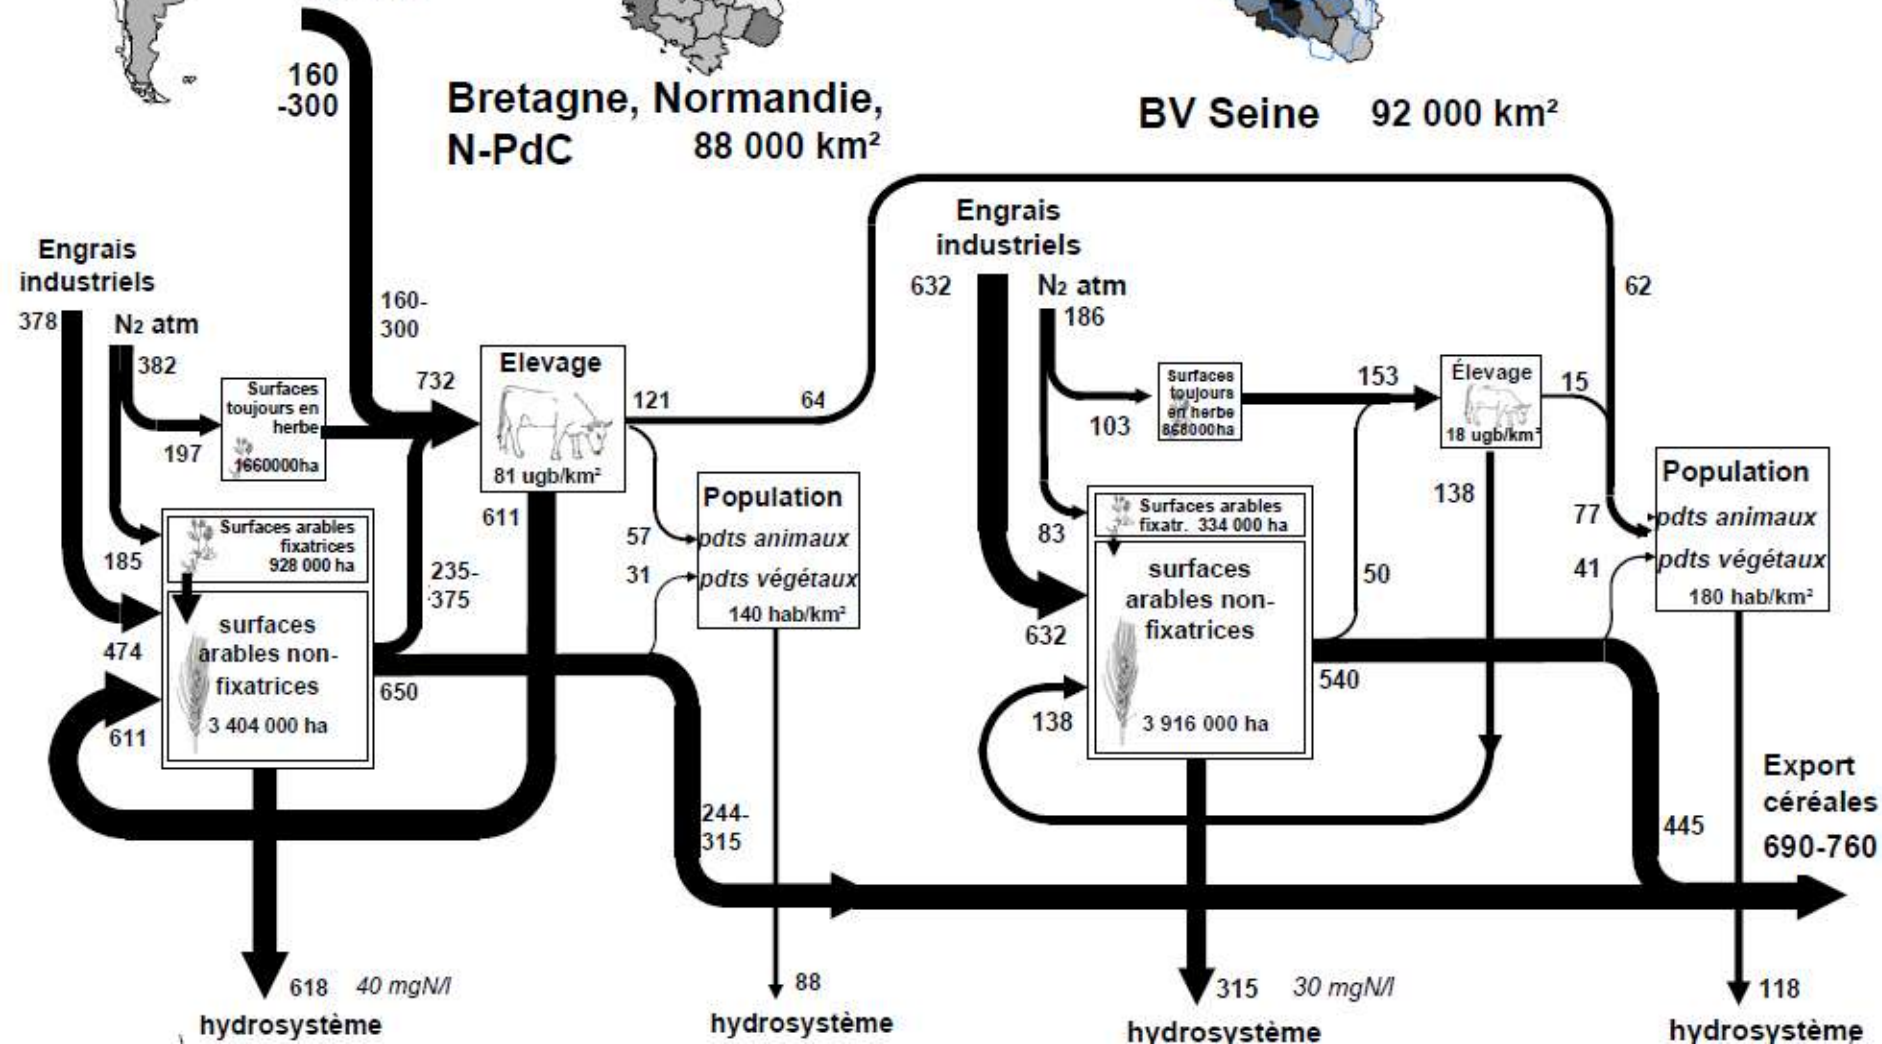 160
-300
Bretagne, Normandie,
N-PdC 88 000 km²
BV Seine 92 000 km²
Engrais
industriels
378
N2 atm
382
197
185
474
611
Surfaces
toujours en
herbe
1660000ha
160-
300
732
Elevage
81 ugb/km²
611
121
64
Surfaces arables
fixatrices
928 000 ha
surfaces
arables non-
fixatrices
3 404 000 ha
235-
375
650
57
31
Population
pdts animaux
pdts végétaux
140 hab/km²
244-
315
618 40 mgN/l
hydrosystème
88
hydrosystème
Engrais
industriels
632
N2 atm
186
103
83
632
138
Surfaces
toujours
en herbe
868000ha
153
Élevage
18 ugb/km²
15
62
138
Surfaces arables
fixatr. 334 000 ha
surfaces
arables non-
fixatrices
3 916 000 ha
50
540
77
41
Population
pdts animaux
pdts végétaux
180 hab/km²
445
Export
céréales
690-760
315 30 mgN/l
hydrosystème
118
hydrosystème